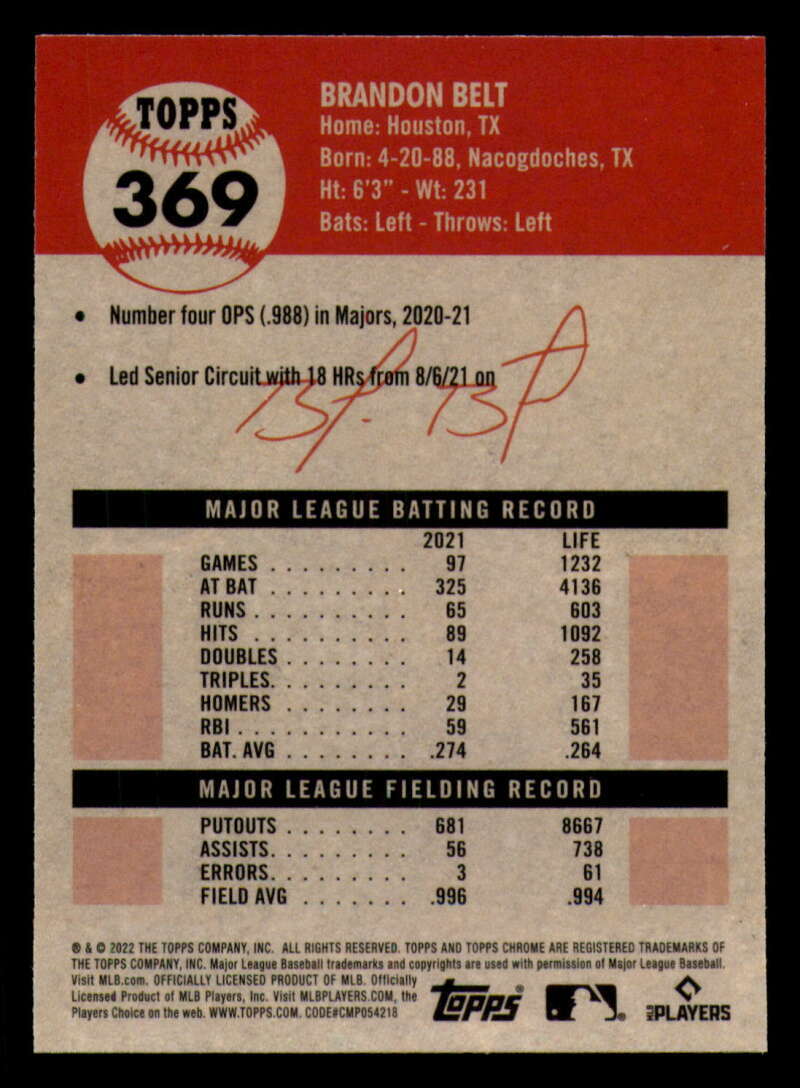 TOPPS
369
BRANDON BELT
Home: Houston, TX
Born: 4-20-88, Nacogdoches, TX
Ht: 6'3" - Wt: 231
Bats: Left - Throws: Left
• Number four OPS (.988) in Majors, 2020-21
• Led Senior Circuit with 18 HRs from 8/6/21 on
MAJOR LEAGUE BATTING RECORD
2021 LIFE
GAMES . . . . . . . . . 97 1232
AT BAT . . . . . . . . . 325 4136
RUNS . . . . . . . . . . 65 603
HITS . . . . . . . . . . 89 1092
DOUBLES . . . . . . . . 14 258
TRIPLES. . . . . . . . . 2 35
HOMERS . . . . . . . . 29 167
RBI . . . . . . . . . . . 59 561
BAT. AVG . . . . . . . . .274 .264
MAJOR LEAGUE FIELDING RECORD
PUTOUTS . . . . . . . . 681 8667
ASSISTS. . . . . . . . . 56 738
ERRORS. . . . . . . . . 3 61
FIELD AVG . . . . . . . .996 .994
® & © 2022 THE TOPPS COMPANY, INC. ALL RIGHTS RESERVED. TOPPS AND TOPPS CHROME ARE REGISTERED TRADEMARKS OF
THE TOPPS COMPANY, INC. Major League Baseball trademarks and copyrights are used with permission of Major League Baseball.
Visit MLB.com. OFFICIALLY LICENSED PRODUCT OF MLB. Officially
Licensed Product of MLB Players, Inc. Visit MLBPLAYERS.COM, the
Players Choice on the web. WWW.TOPPS.COM. CODE#CMP054218
Topps®
MLB PLAYERS